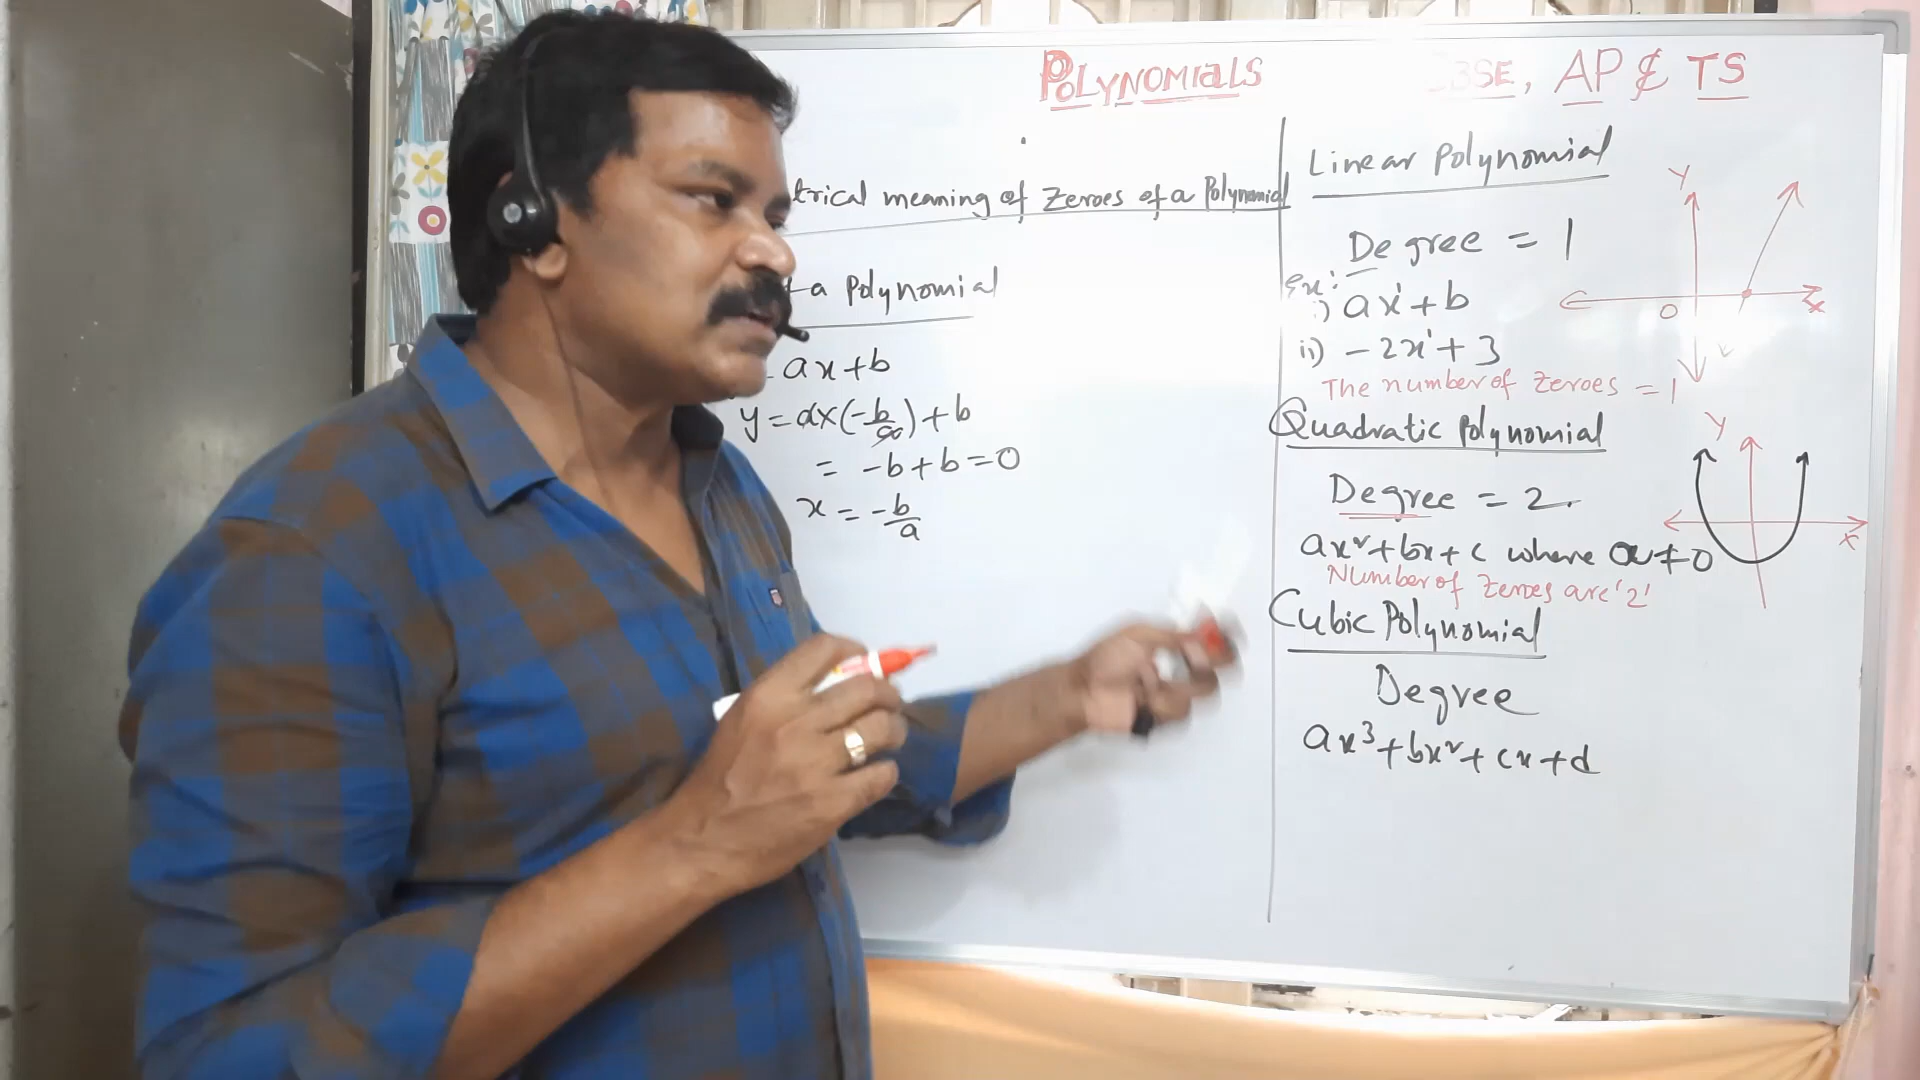 POLYNOMIALS
BSE, AP & TS
trical meaning of Zeroes of a Polynomial
a Polynomial
ax+b
y = ax(-b/a)+b
= -b+b=0
x = -b/a
Linear Polynomial
Degree = 1
Ex:
i) ax¹+b
ii) -2x¹+3
The number of Zeroes = 1
Y
O
X
Quadratic Polynomial
Degree = 2
ax²+bx+c where a≠0
Number of Zeroes are '2'
Y
X
Cubic Polynomial
Degree
ax³+bx²+cx+d